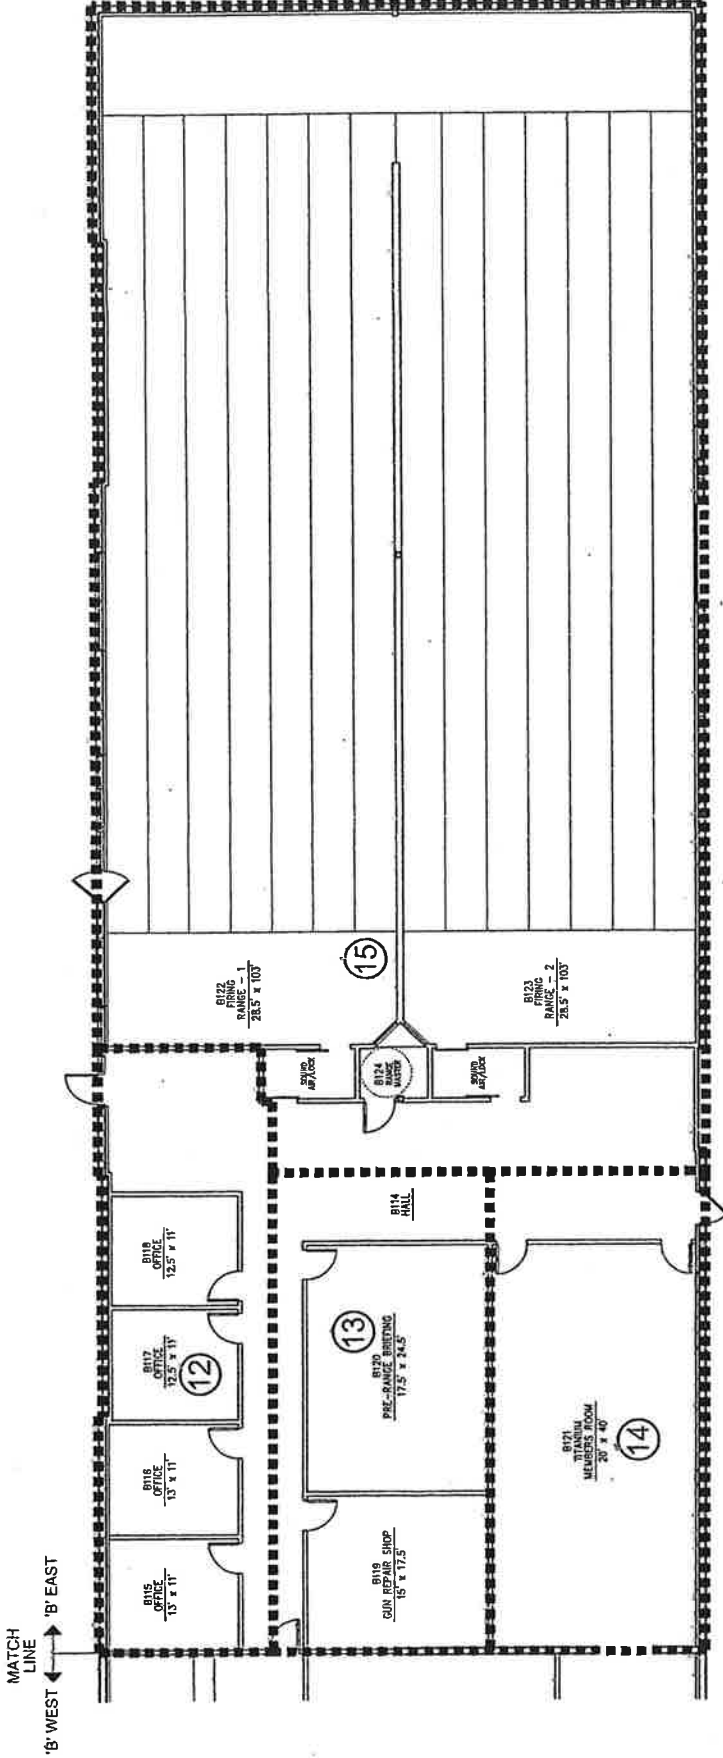 MATCH
LINE
'B' WEST
'B' EAST
B115
OFFICE
13' x 11'
B116
OFFICE
13' x 11'
B117
OFFICE
12.5' x 11'
12
B118
OFFICE
12.5' x 11'
B119
GUN REPAIR SHOP
15' x 17.5'
B120
PRE-RANGE BRIEFING
17.5' x 24.5'
13
B114
HALL
B121
TITANIUM
MEMBERS ROOM
20' x 40'
14
SOUND
AIR/LOCK
B124
RANGE
MASTER
SOUND
AIR/LOCK
B122
FIRING
RANGE - 1
28.5' x 103'
15
B123
FIRING
RANGE - 2
28.5' x 103'